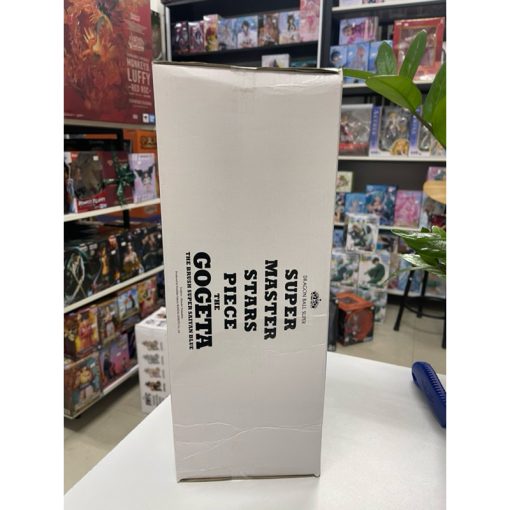 DRAGON BALL SUPER
SUPER
MASTER
STARS
PIECE
THE
GOGETA
THE BRUSH SUPER SAIYAN BLUE
MONKEY.D.
LUFFY